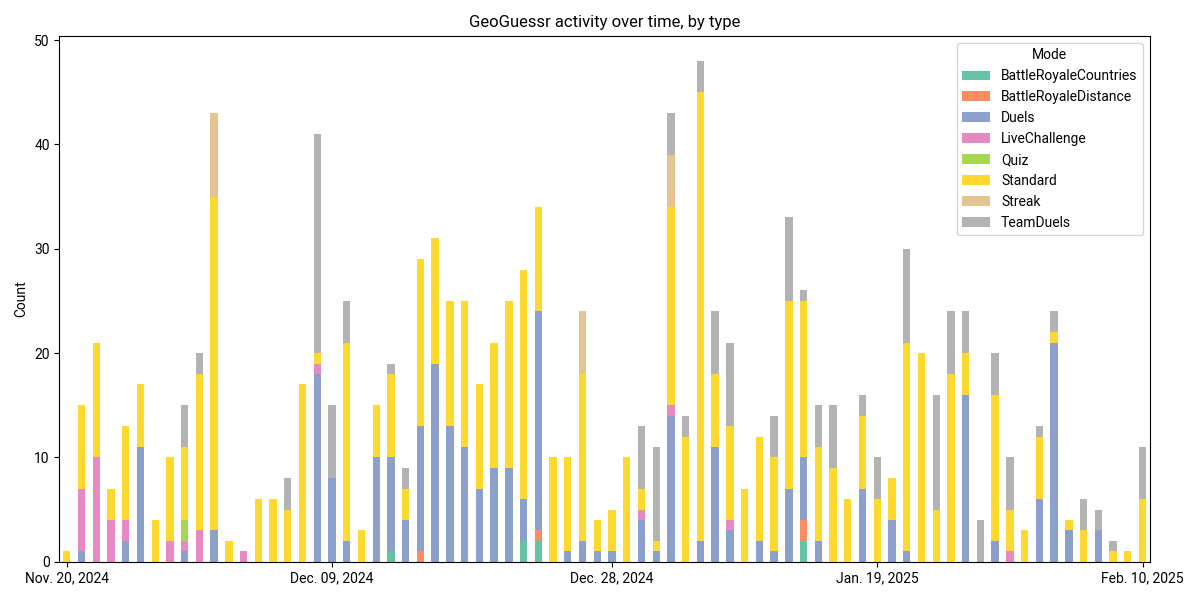 GeoGuessr activity over time, by type
Count
50
40
30
20
10
0
Nov. 20, 2024
Dec. 09, 2024
Dec. 28, 2024
Jan. 19, 2025
Feb. 10, 2025
Mode
BattleRoyaleCountries
BattleRoyaleDistance
Duels
LiveChallenge
Quiz
Standard
Streak
TeamDuels